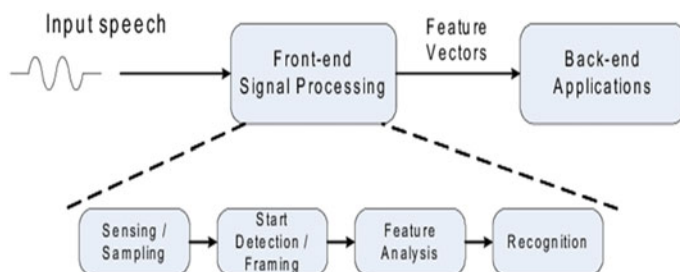 Input speech
Front-end
Signal Processing
Feature
Vectors
Back-end
Applications
Sensing /
Sampling
Start
Detection /
Framing
Feature
Analysis
Recognition